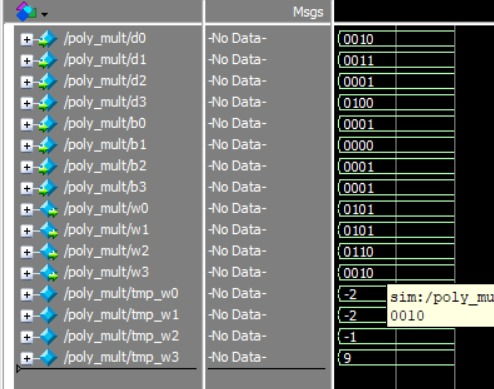 Msgs
/poly_mult/d0 -No Data- 0010
/poly_mult/d1 -No Data- 0011
/poly_mult/d2 -No Data- 0001
/poly_mult/d3 -No Data- 0100
/poly_mult/b0 -No Data- 0001
/poly_mult/b1 -No Data- 0000
/poly_mult/b2 -No Data- 0001
/poly_mult/b3 -No Data- 0001
/poly_mult/w0 -No Data- 0101
/poly_mult/w1 -No Data- 0101
/poly_mult/w2 -No Data- 0110
/poly_mult/w3 -No Data- 0010
/poly_mult/tmp_w0 -No Data- -2 sim:/poly_mu
/poly_mult/tmp_w1 -No Data- -2 0010
/poly_mult/tmp_w2 -No Data- -1
/poly_mult/tmp_w3 -No Data- 9